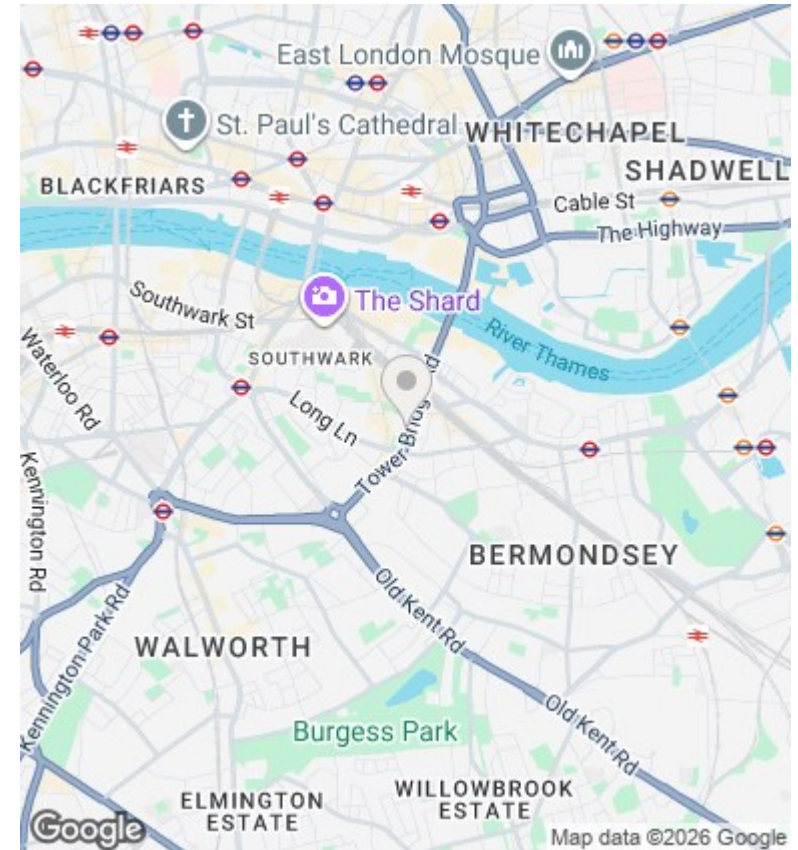 East London Mosque
St. Paul's Cathedral
WHITECHAPEL
SHADWELL
BLACKFRIARS
Cable St
The Highway
Southwark St
The Shard
River Thames
SOUTHWARK
Waterloo Rd
Long Ln
Tower Bridge
Kennington Rd
BERMONDSEY
Old Kent Rd
Kennington Park Rd
WALWORTH
Old Kent Rd
Burgess Park
ELMINGTON
ESTATE
WILLOWBROOK
ESTATE
Google
Map data ©2026 Google